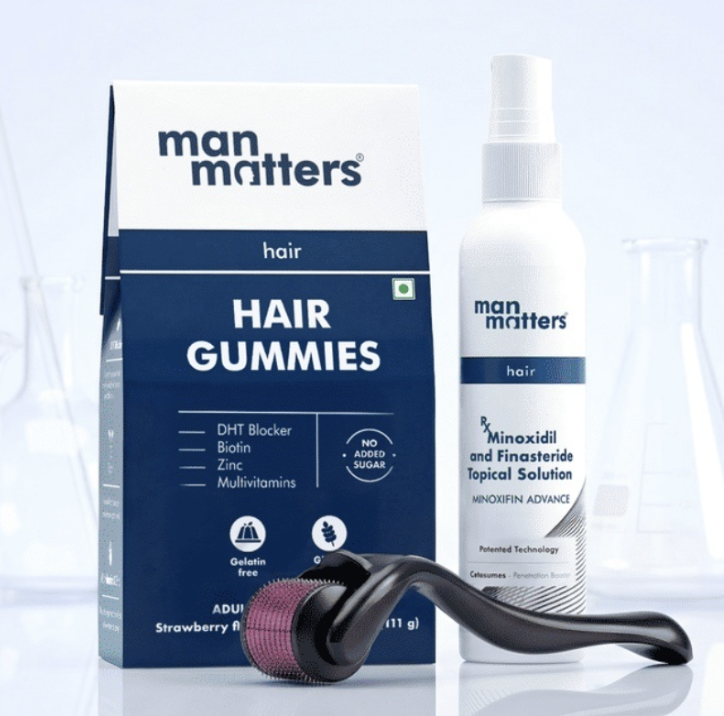 man
matters®
hair
HAIR
GUMMIES
DHT Blocker
Biotin
Zinc
Multivitamins
NO
ADDED
SUGAR
Gelatin
free
Strawberry
111 g)
man
matters
hair
Rx
Minoxidil
and Finasteride
Topical Solution
MINOXIFIN ADVANCE
Patented Technology
Cetosumes - Penetration Booster